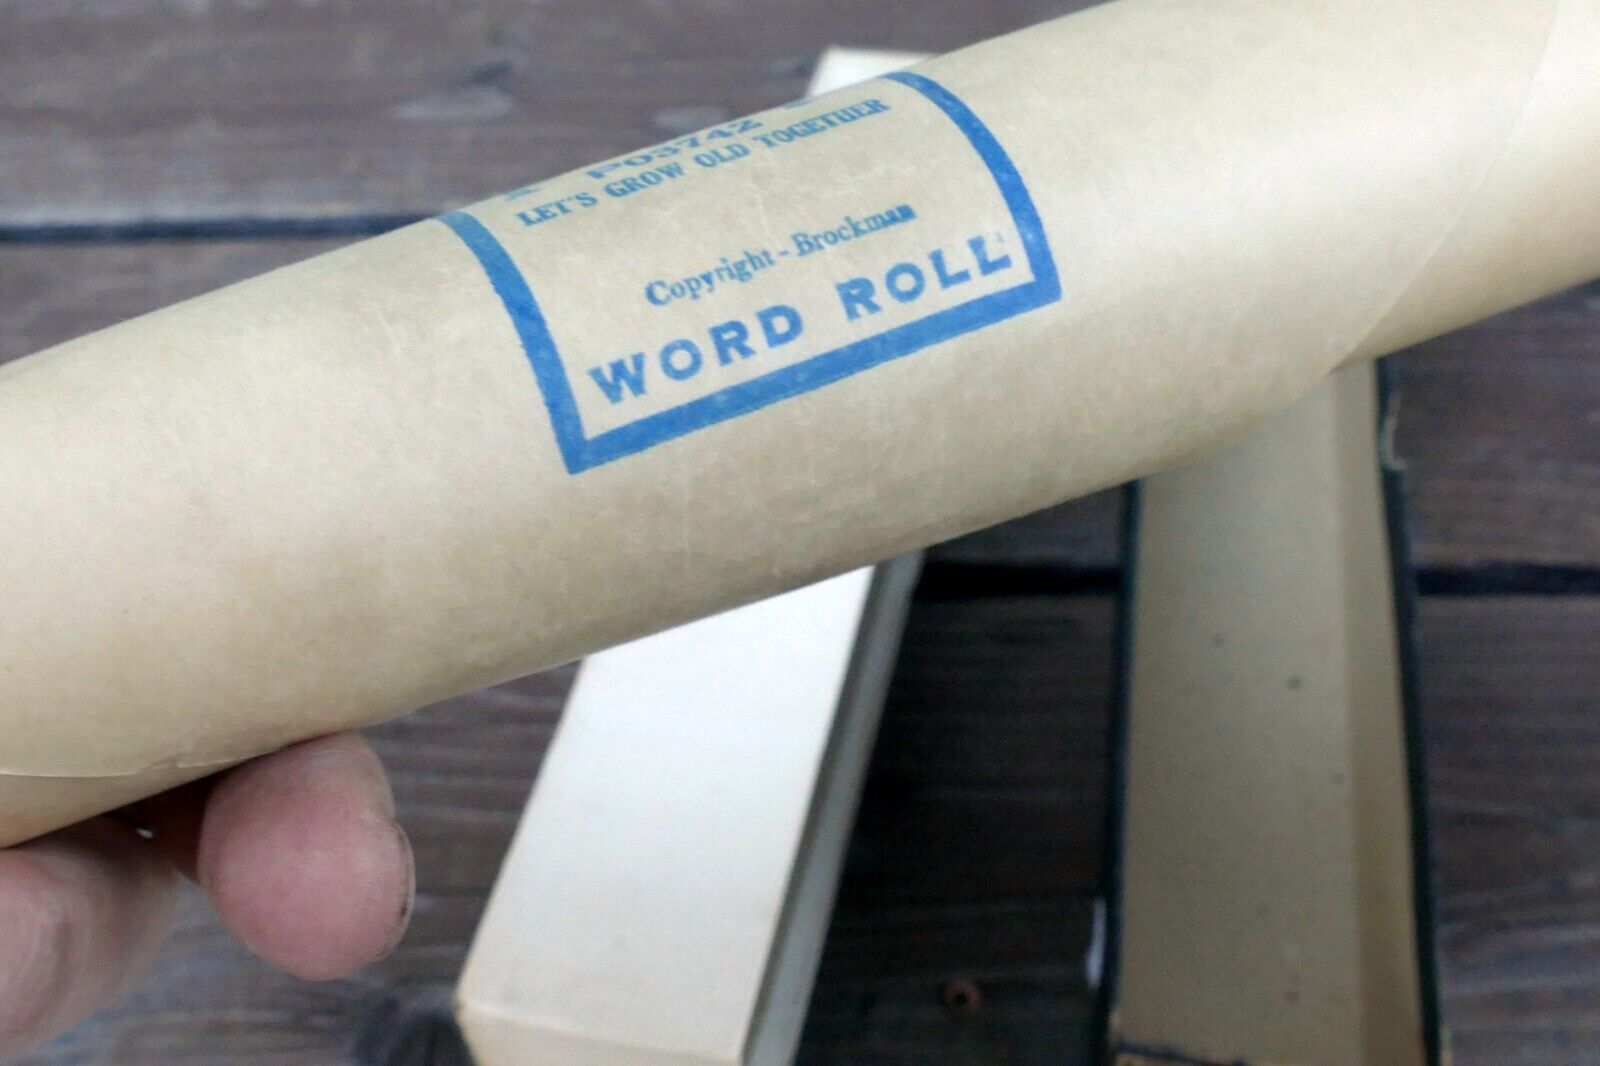 P03742
LET'S GROW OLD TOGETHER
Copyright - Brockman
WORD ROLL